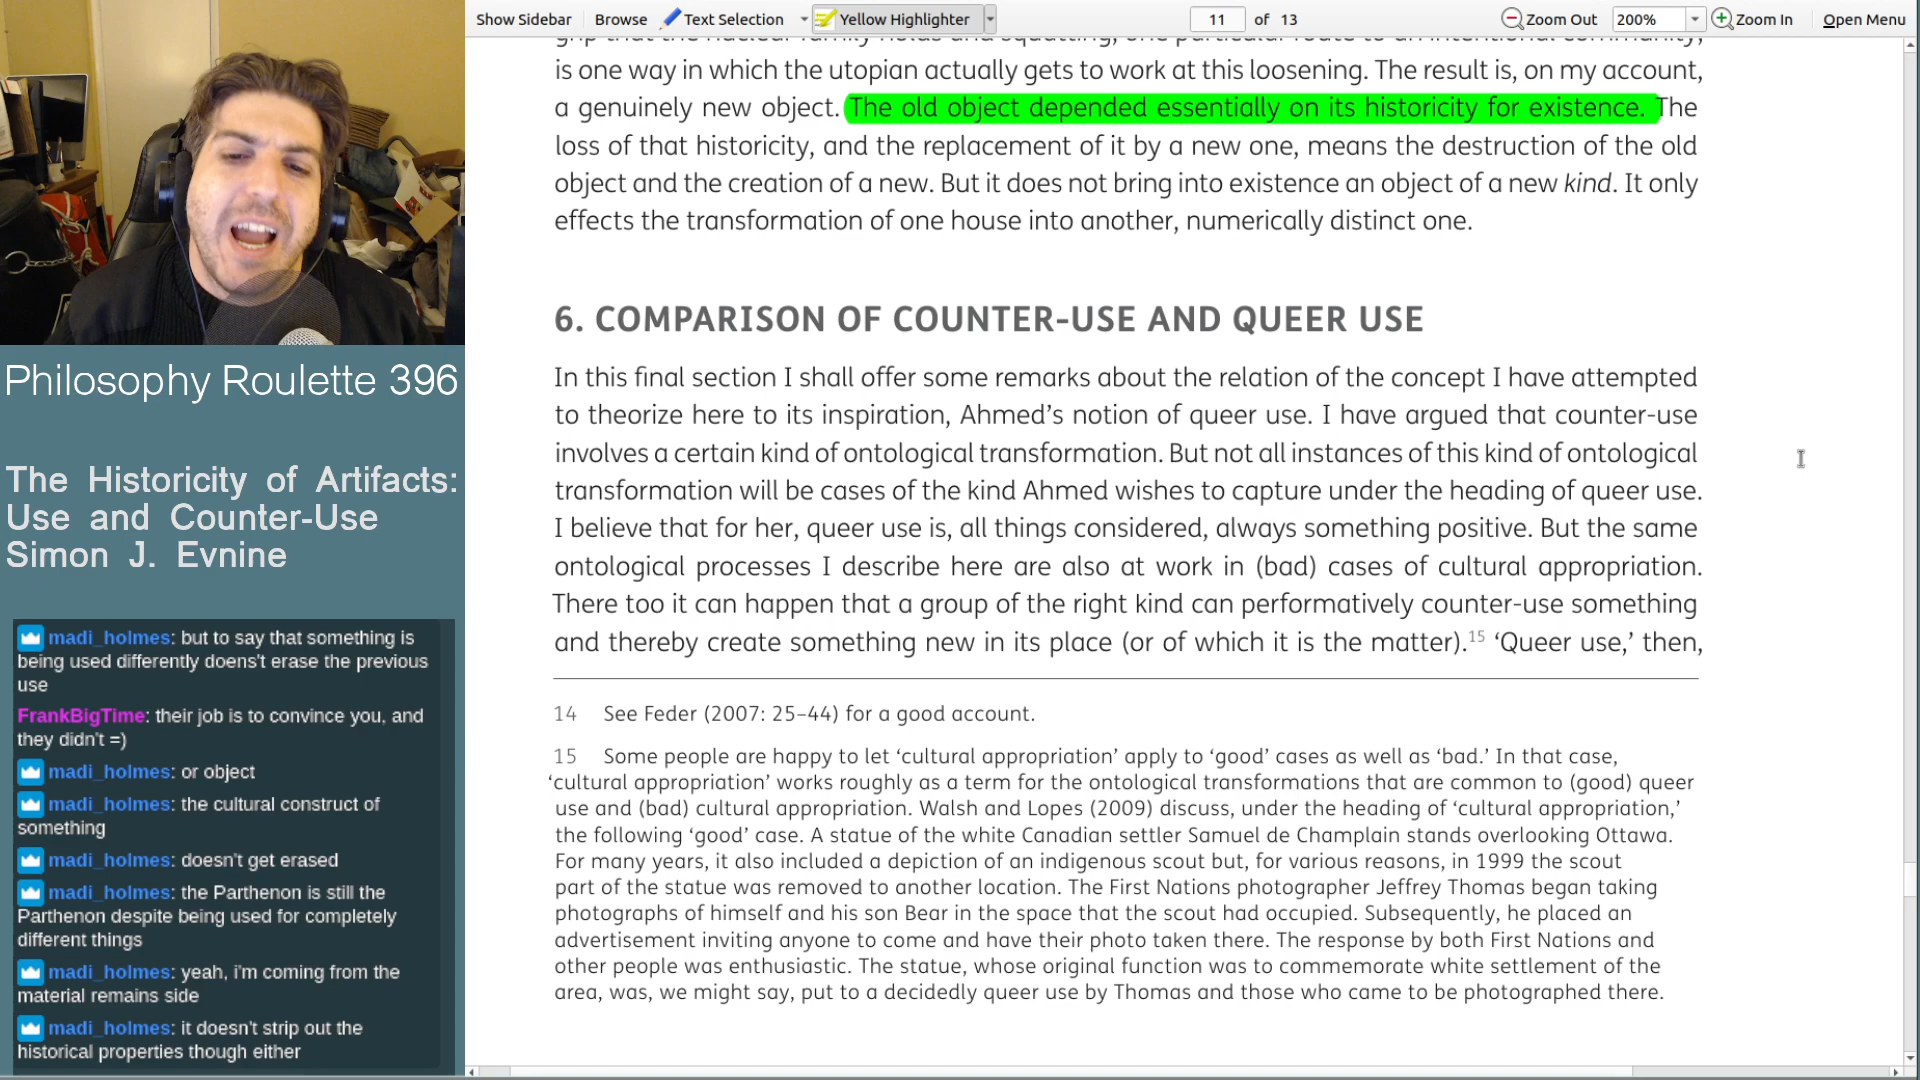 Show Sidebar Browse Text Selection Yellow Highlighter 11 of 13 Zoom Out 200% Zoom In Open Menu
grip that the nuclear family holds and squatting, one particular route to an intentional community,
is one way in which the utopian actually gets to work at this loosening. The result is, on my account,
a genuinely new object. The old object depended essentially on its historicity for existence. The
loss of that historicity, and the replacement of it by a new one, means the destruction of the old
object and the creation of a new. But it does not bring into existence an object of a new kind. It only
effects the transformation of one house into another, numerically distinct one.
6. COMPARISON OF COUNTER-USE AND QUEER USE
In this final section I shall offer some remarks about the relation of the concept I have attempted
to theorize here to its inspiration, Ahmed’s notion of queer use. I have argued that counter-use
involves a certain kind of ontological transformation. But not all instances of this kind of ontological
transformation will be cases of the kind Ahmed wishes to capture under the heading of queer use.
I believe that for her, queer use is, all things considered, always something positive. But the same
ontological processes I describe here are also at work in (bad) cases of cultural appropriation.
There too it can happen that a group of the right kind can performatively counter-use something
and thereby create something new in its place (or of which it is the matter).15 ‘Queer use,’ then,
14 See Feder (2007: 25–44) for a good account.
15 Some people are happy to let ‘cultural appropriation’ apply to ‘good’ cases as well as ‘bad.’ In that case,
‘cultural appropriation’ works roughly as a term for the ontological transformations that are common to (good) queer
use and (bad) cultural appropriation. Walsh and Lopes (2009) discuss, under the heading of ‘cultural appropriation,’
the following ‘good’ case. A statue of the white Canadian settler Samuel de Champlain stands overlooking Ottawa.
For many years, it also included a depiction of an indigenous scout but, for various reasons, in 1999 the scout
part of the statue was removed to another location. The First Nations photographer Jeffrey Thomas began taking
photographs of himself and his son Bear in the space that the scout had occupied. Subsequently, he placed an
advertisement inviting anyone to come and have their photo taken there. The response by both First Nations and
other people was enthusiastic. The statue, whose original function was to commemorate white settlement of the
area, was, we might say, put to a decidedly queer use by Thomas and those who came to be photographed there.
Philosophy Roulette 396
The Historicity of Artifacts:
Use and Counter-Use
Simon J. Evnine
madi_holmes: but to say that something is
being used differently doens't erase the previous
use
FrankBigTime: their job is to convince you, and
they didn't =)
madi_holmes: or object
madi_holmes: the cultural construct of
something
madi_holmes: doesn't get erased
madi_holmes: the Parthenon is still the
Parthenon despite being used for completely
different things
madi_holmes: yeah, i'm coming from the
material remains side
madi_holmes: it doesn't strip out the
historical properties though either